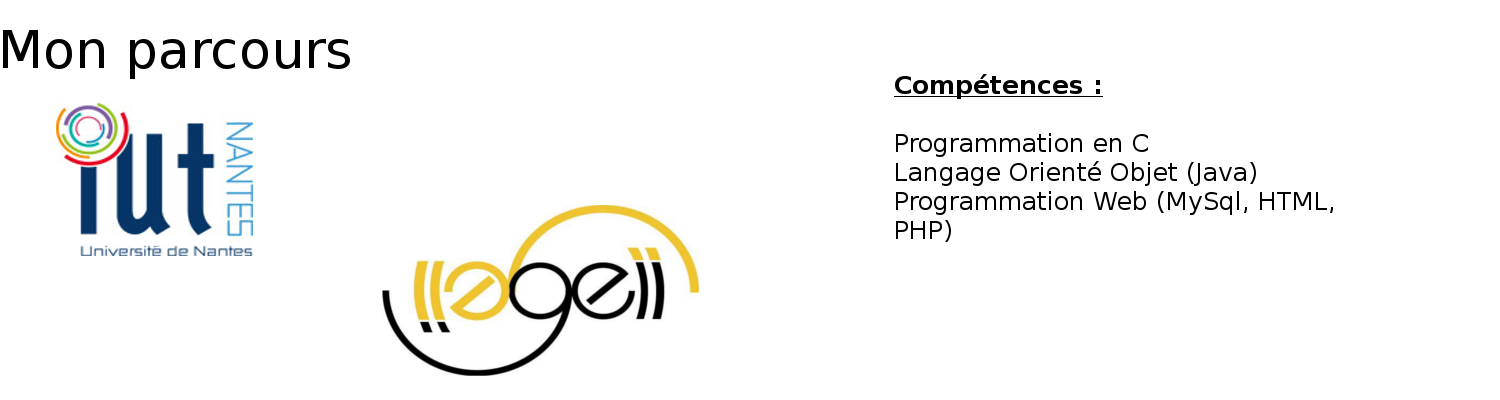 Mon parcours
iut
NANTES
Université de Nantes
geii
Compétences :
Programmation en C
Langage Orienté Objet (Java)
Programmation Web (MySql, HTML,
PHP)